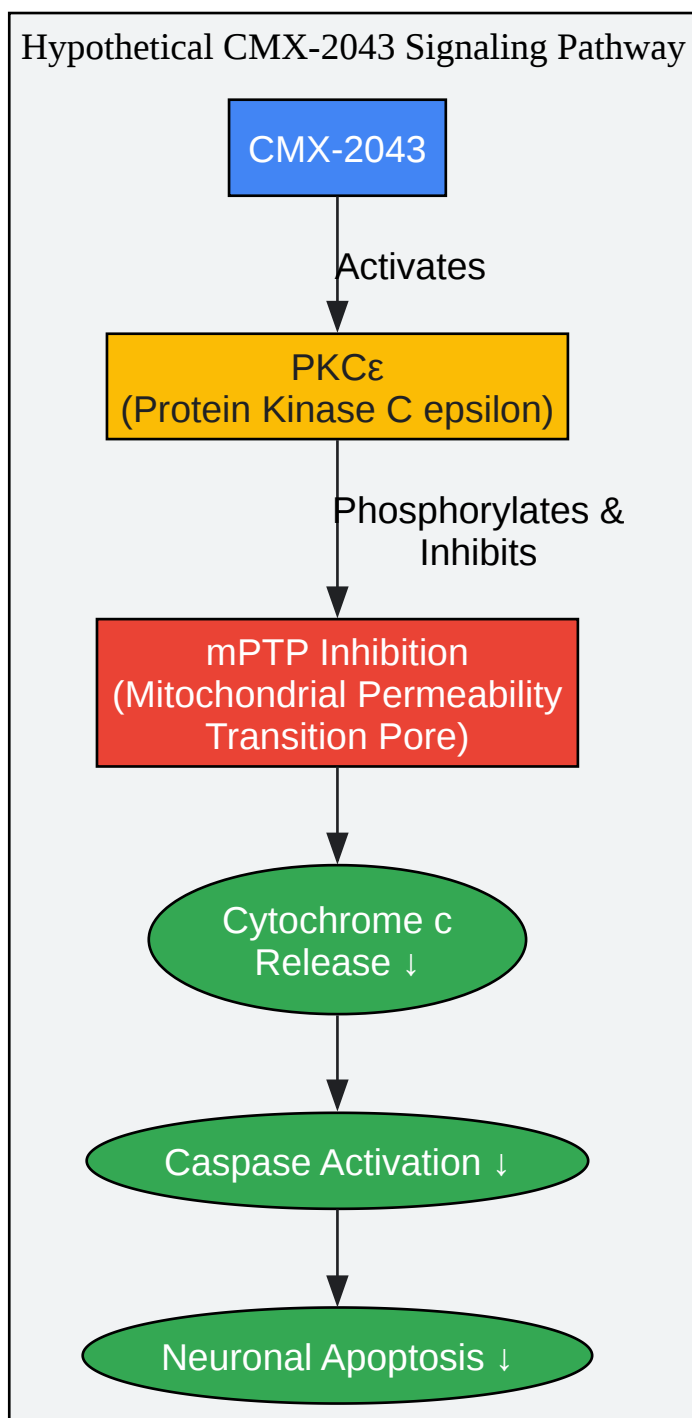 Hypothetical CMX-2043 Signaling Pathway
CMX-2043
Activates
PKCε
(Protein Kinase C epsilon)
Phosphorylates &
Inhibits
mPTP Inhibition
(Mitochondrial Permeability
Transition Pore)
Cytochrome c
Release ↓
Caspase Activation ↓
Neuronal Apoptosis ↓